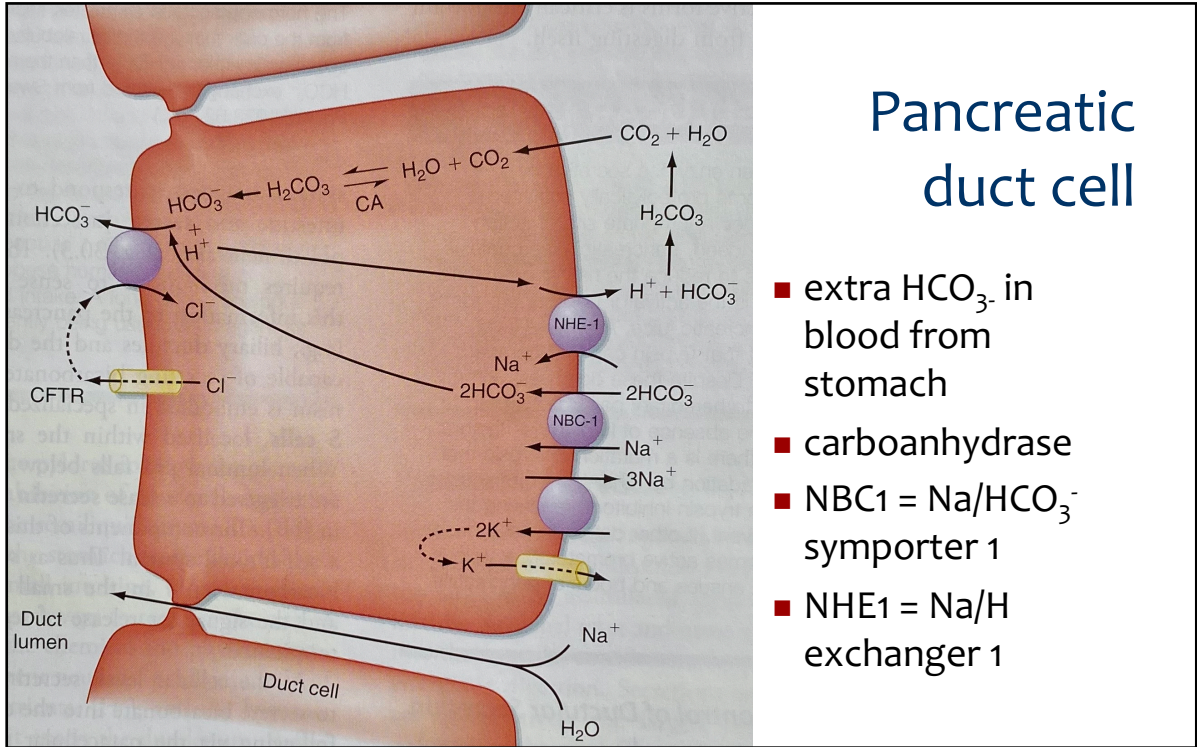 Pancreatic
duct cell
CO₂ + H₂O
H₂O + CO₂
H₂CO₃
CA
HCO₃⁻
HCO₃⁻
+
H⁺
H₂CO₃
H⁺ + HCO₃⁻
Cl⁻
NHE-1
Na⁺
2HCO₃⁻
2HCO₃⁻
CFTR
Cl⁻
NBC-1
Na⁺
3Na⁺
2K⁺
K⁺
Duct
lumen
Na⁺
Duct cell
H₂O
■ extra HCO₃₋ in
blood from
stomach
■ carboanhydrase
■ NBC1 = Na/HCO₃⁻
symporter 1
■ NHE1 = Na/H
exchanger 1